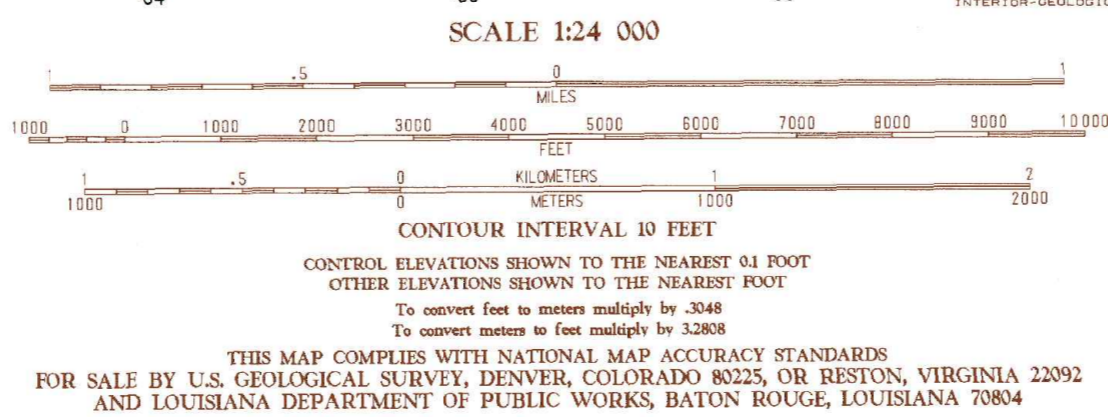 INTERIOR-GEOLOGIC
SCALE 1:24 000
1 .5 0 1
MILES
1000 0 1000 2000 3000 4000 5000 6000 7000 8000 9000 10000
FEET
1 .5 0 KILOMETERS 1 2
1000 0 METERS 1000 2000
CONTOUR INTERVAL 10 FEET
CONTROL ELEVATIONS SHOWN TO THE NEAREST 0.1 FOOT
OTHER ELEVATIONS SHOWN TO THE NEAREST FOOT
To convert feet to meters multiply by .3048
To convert meters to feet multiply by 3.2808
THIS MAP COMPLIES WITH NATIONAL MAP ACCURACY STANDARDS
FOR SALE BY U.S. GEOLOGICAL SURVEY, DENVER, COLORADO 80225, OR RESTON, VIRGINIA 22092
AND LOUISIANA DEPARTMENT OF PUBLIC WORKS, BATON ROUGE, LOUISIANA 70804